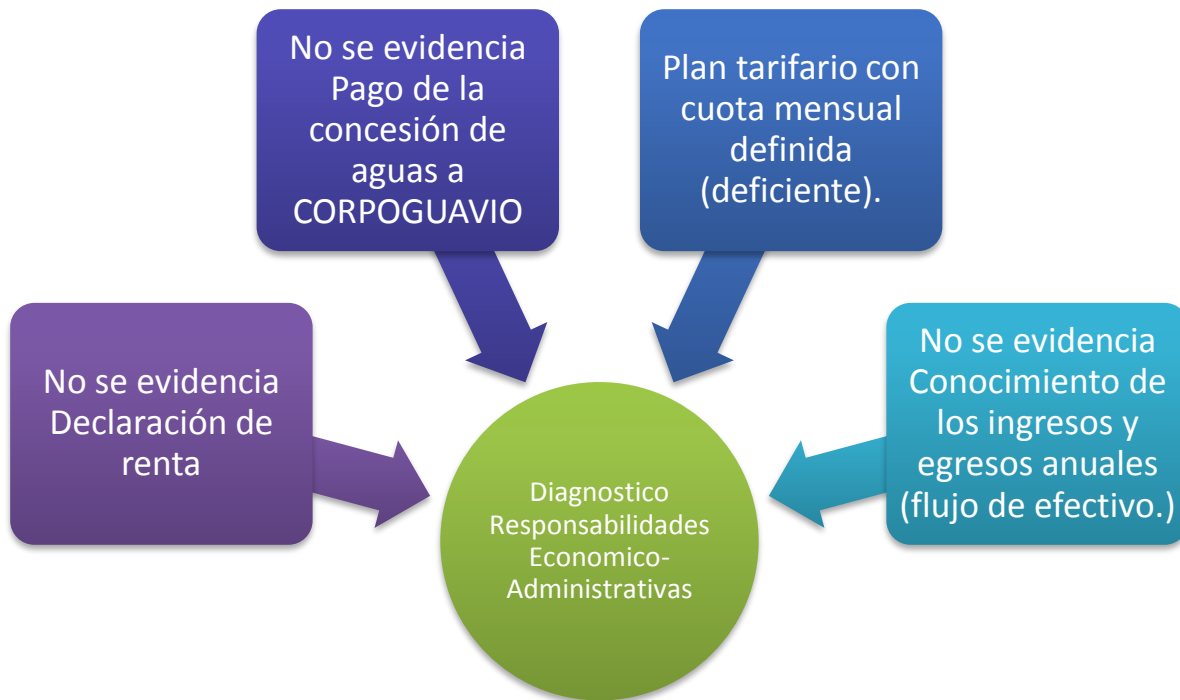 No se evidencia
Pago de la
concesión de
aguas a
CORPOGUAVIO
Plan tarifario con
cuota mensual
definida
(deficiente).
No se evidencia
Declaración de
renta
No se evidencia
Conocimiento de
los ingresos y
egresos anuales
(flujo de efectivo.)
Diagnostico
Responsabilidades
Economico-
Administrativas